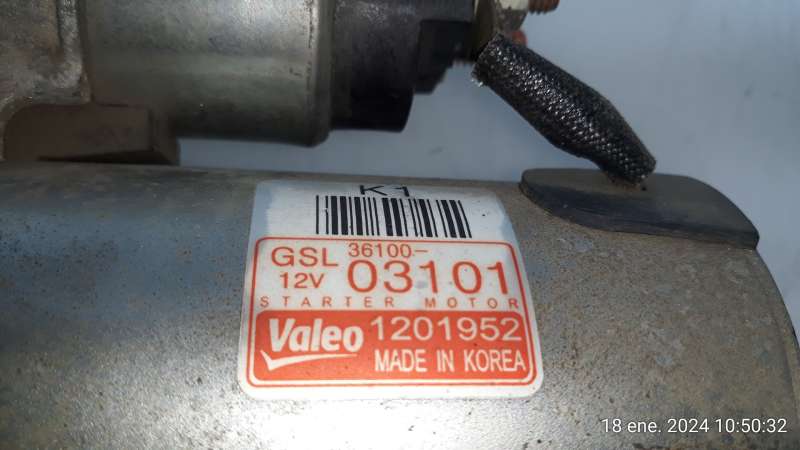 K1
GSL 36100-
12V 03101
STARTER MOTOR
Valeo 1201952
MADE IN KOREA
18 ene. 2024 10:50:32